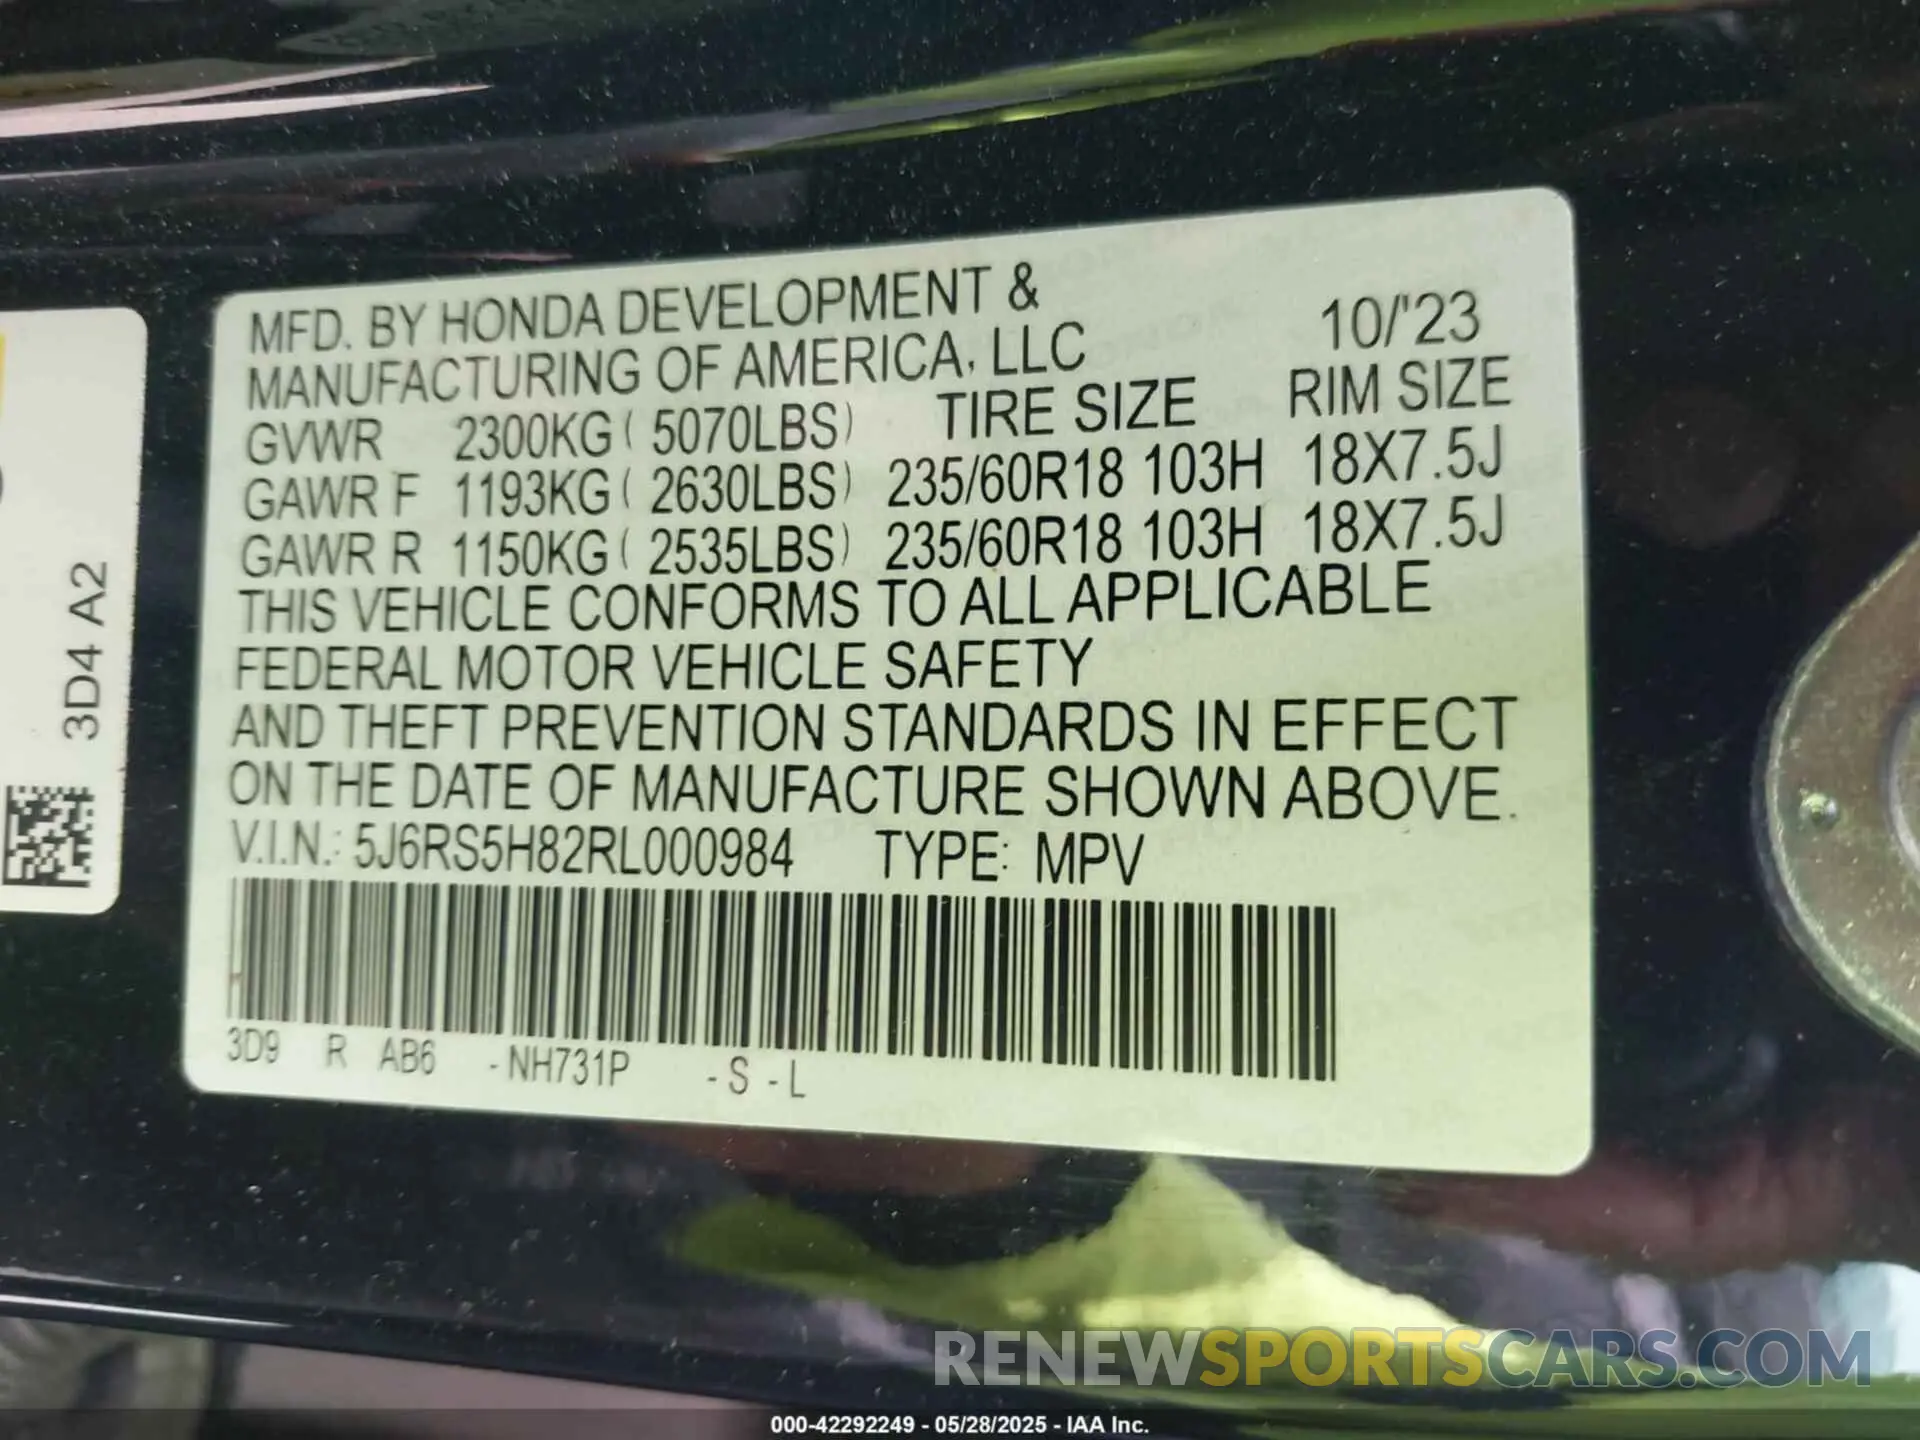 MFD. BY HONDA DEVELOPMENT &
MANUFACTURING OF AMERICA, LLC 10/'23
GVWR 2300KG ( 5070LBS) TIRE SIZE RIM SIZE
GAWR F 1193KG ( 2630LBS) 235/60R18 103H 18X7.5J
GAWR R 1150KG ( 2535LBS) 235/60R18 103H 18X7.5J
THIS VEHICLE CONFORMS TO ALL APPLICABLE
FEDERAL MOTOR VEHICLE SAFETY
AND THEFT PREVENTION STANDARDS IN EFFECT
ON THE DATE OF MANUFACTURE SHOWN ABOVE.
V.I.N.: 5J6RS5H82RL000984 TYPE: MPV
3D9 R AB6 -NH731P -S -L
3D4 A2
RENEWSPORTSCARS.COM
000-42292249 - 05/28/2025 - IAA Inc.